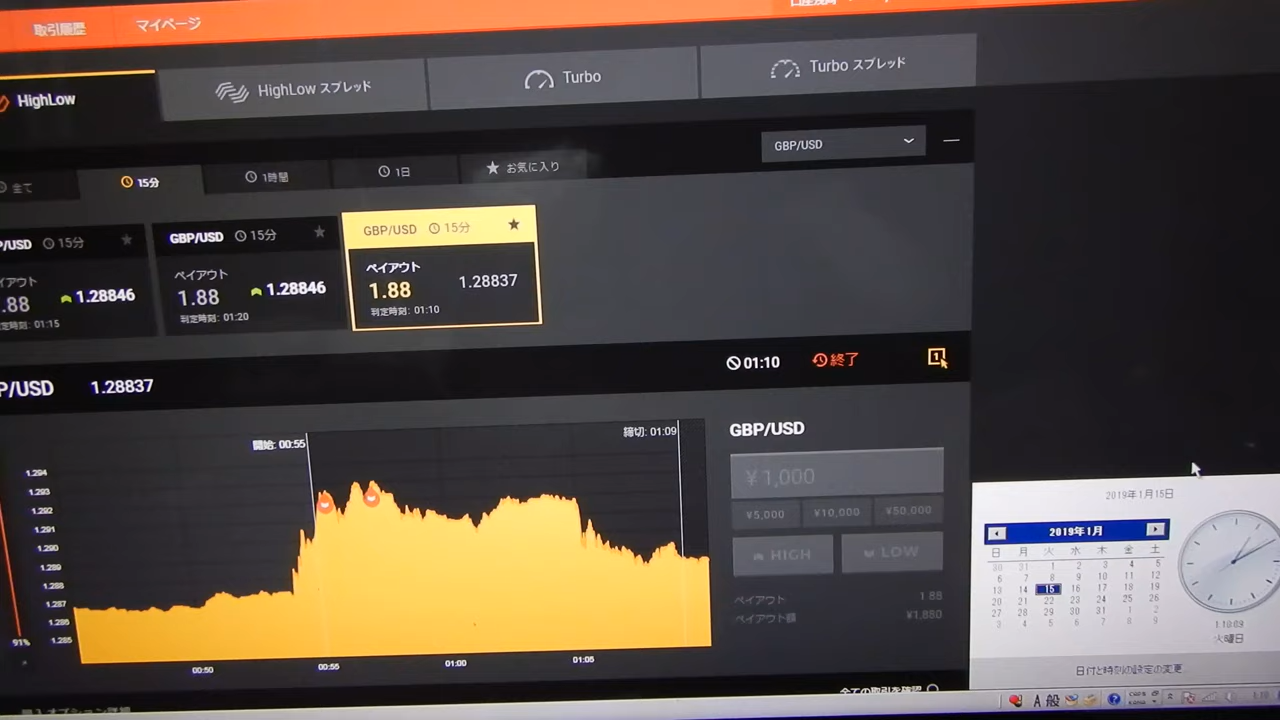 取引履歴
マイページ
HighLow
HighLow スプレッド
Turbo
Turbo スプレッド
GBP/USD
全て
15分
1時間
1日
お気に入り
/USD 15分
ペイアウト
.88
1.28846
判定時刻: 01:15
GBP/USD 15分
ペイアウト
1.88
1.28846
判定時刻: 01:20
GBP/USD 15分
ペイアウト
1.88
1.28837
判定時刻: 01:10
P/USD 1.28837
01:10
終了
開始: 00:55
締切: 01:09
1.294
1.293
1.292
1.291
1.290
1.289
1.288
1.287
1.286
1.285
91%
00:50
00:55
01:00
01:05
GBP/USD
¥1,000
¥5,000
¥10,000
¥50,000
HIGH
LOW
ペイアウト 1.88
ペイアウト額 ¥1,880
全ての取引を確認
2019年1月15日
2019年1月
日 月 火 水 木 金 土
30 31 1 2 3 4 5
6 7 8 9 10 11 12
13 14 15 16 17 18 19
20 21 22 23 24 25 26
27 28 29 30 31 1 2
3 4 5 6 7 8 9
1:10:09
火曜日
日付と時刻の設定の変更...
A 般
CAPS
KANA